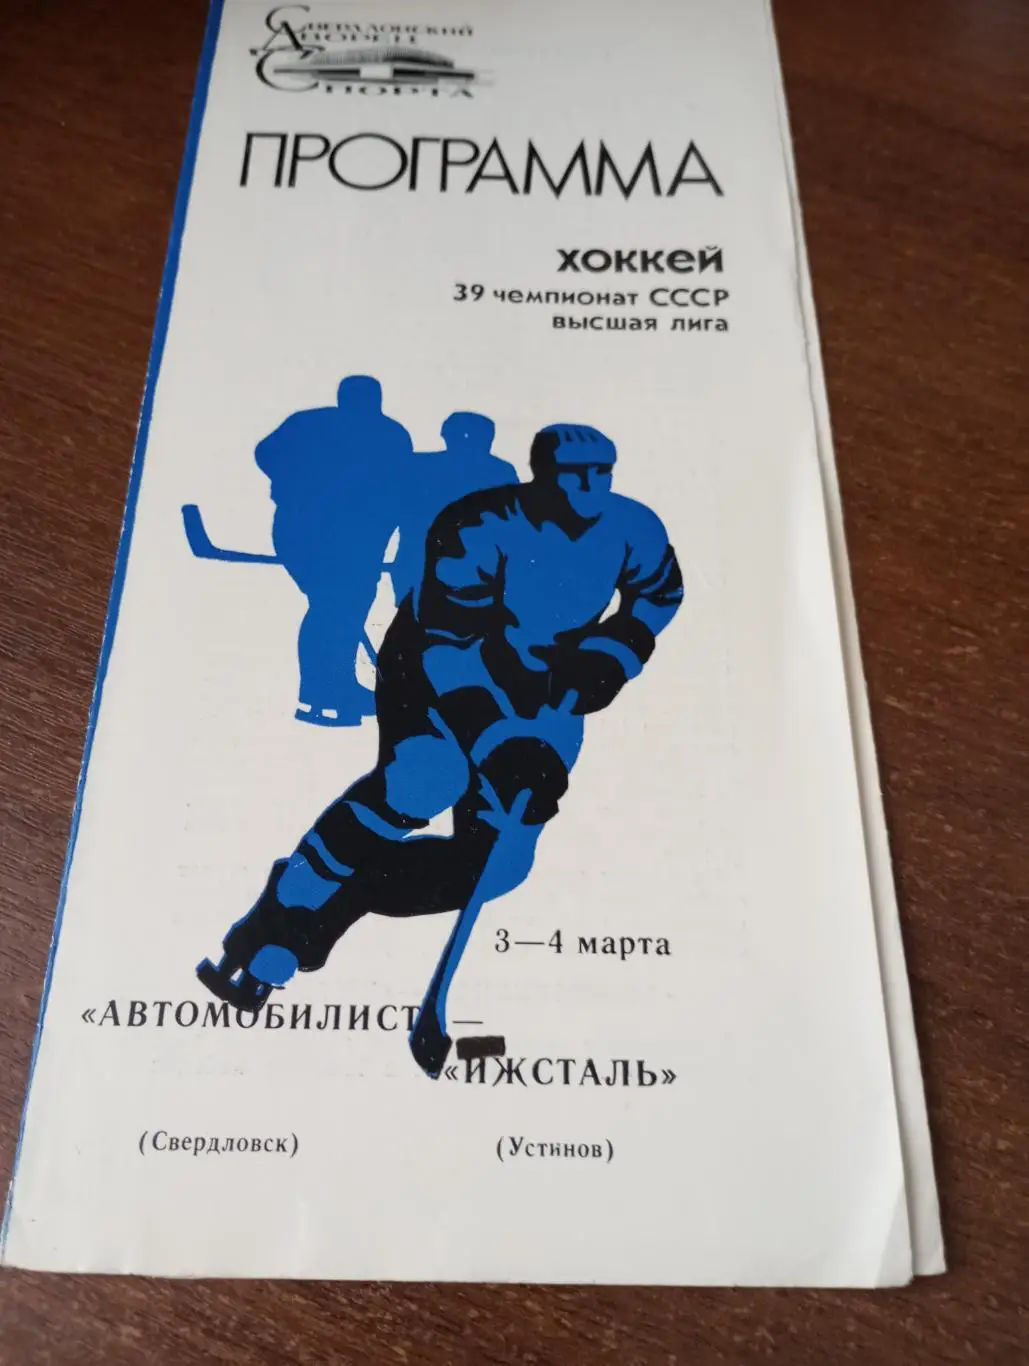 Свердловский
Дворец
Спорта
ПРОГРАММА
хоккей
39 чемпионат СССР
высшая лига
3—4 марта
«АВТОМОБИЛИСТ» —
«ИЖСТАЛЬ»
(Свердловск) (Устинов)